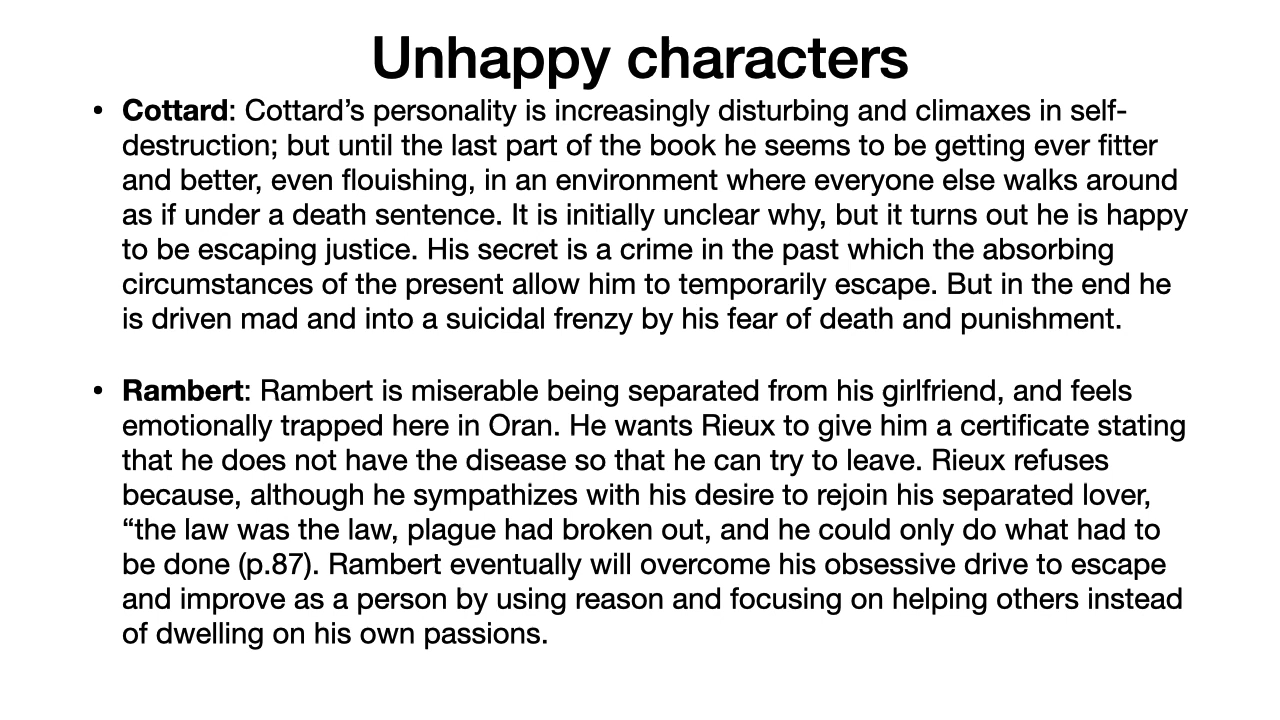 Unhappy characters
• Cottard: Cottard’s personality is increasingly disturbing and climaxes in self-
destruction; but until the last part of the book he seems to be getting ever fitter
and better, even flouishing, in an environment where everyone else walks around
as if under a death sentence. It is initially unclear why, but it turns out he is happy
to be escaping justice. His secret is a crime in the past which the absorbing
circumstances of the present allow him to temporarily escape. But in the end he
is driven mad and into a suicidal frenzy by his fear of death and punishment.
• Rambert: Rambert is miserable being separated from his girlfriend, and feels
emotionally trapped here in Oran. He wants Rieux to give him a certificate stating
that he does not have the disease so that he can try to leave. Rieux refuses
because, although he sympathizes with his desire to rejoin his separated lover,
“the law was the law, plague had broken out, and he could only do what had to
be done (p.87). Rambert eventually will overcome his obsessive drive to escape
and improve as a person by using reason and focusing on helping others instead
of dwelling on his own passions.